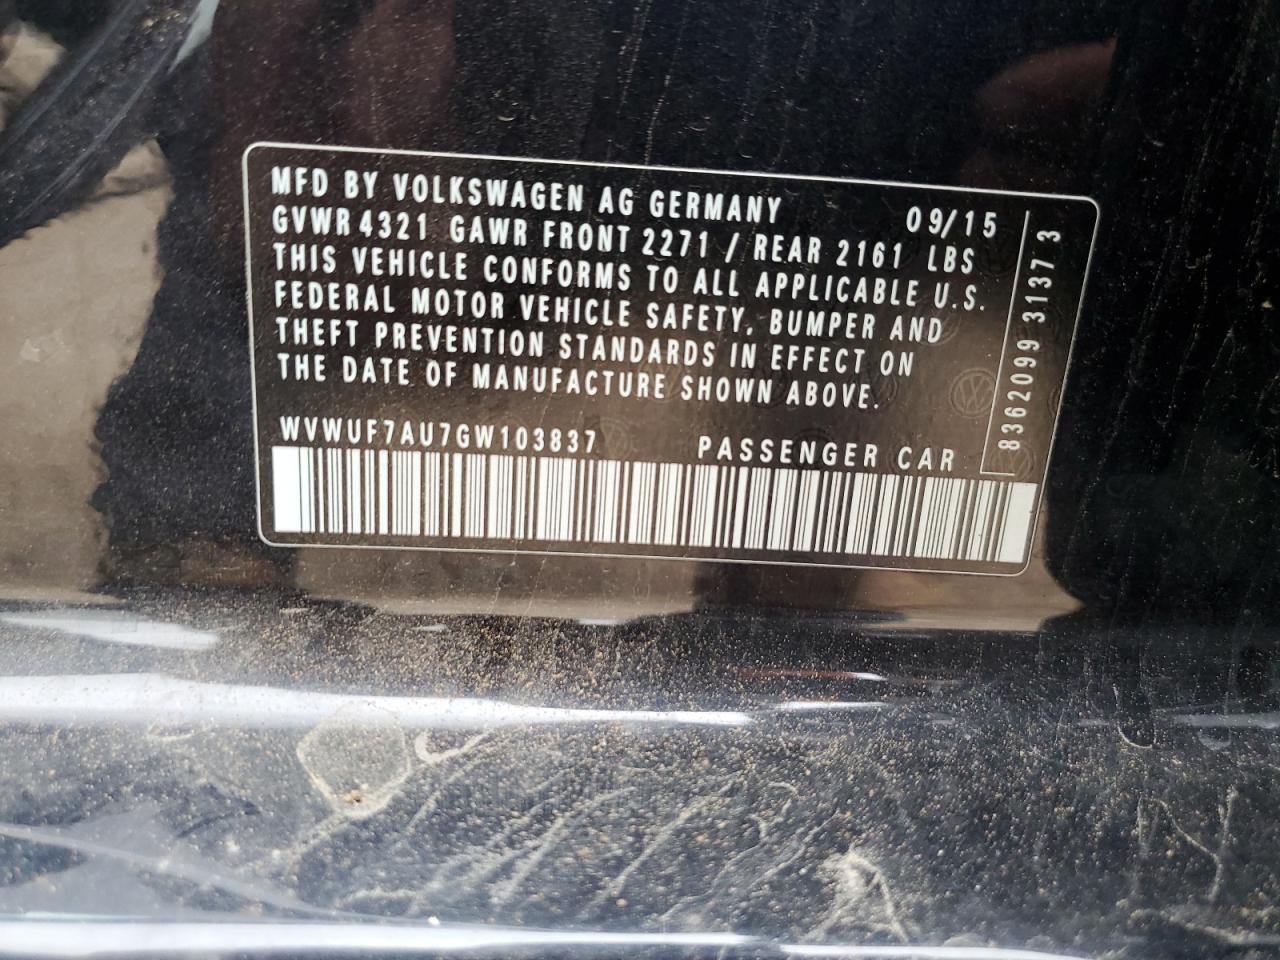 MFD BY VOLKSWAGEN AG GERMANY 09/15
GVWR 4321 GAWR FRONT 2271 / REAR 2161 LBS
THIS VEHICLE CONFORMS TO ALL APPLICABLE U.S.
FEDERAL MOTOR VEHICLE SAFETY, BUMPER AND
THEFT PREVENTION STANDARDS IN EFFECT ON
THE DATE OF MANUFACTURE SHOWN ABOVE.
WVWUF7AU7GW103837 PASSENGER CAR
8362099 31373